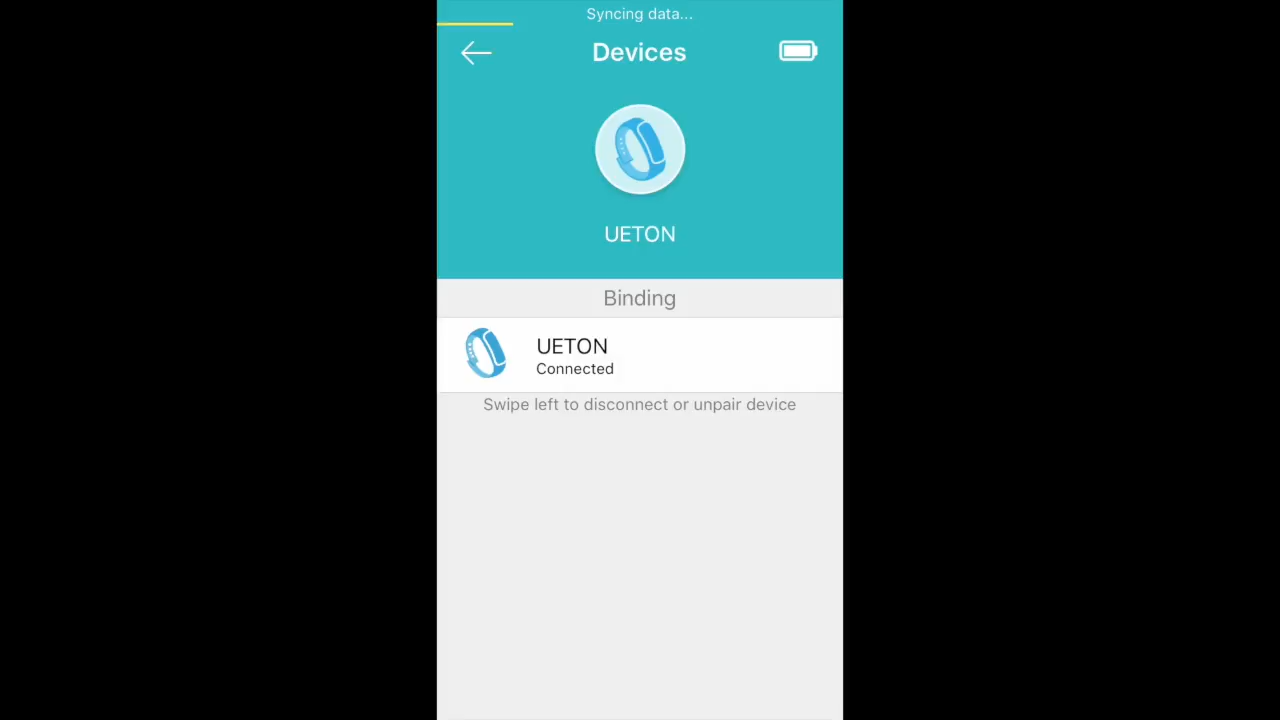 Syncing data...
Devices
UETON
Binding
UETON
Connected
Swipe left to disconnect or unpair device